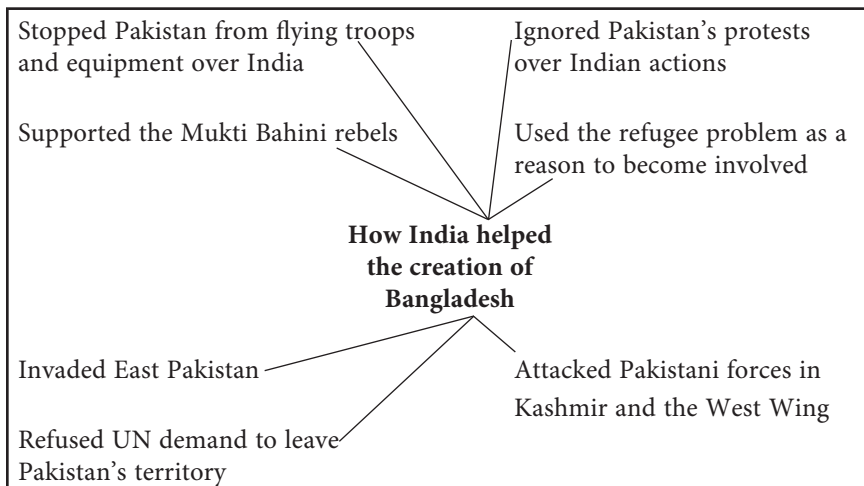 Stopped Pakistan from flying troops
and equipment over India
Ignored Pakistan’s protests
over Indian actions
Supported the Mukti Bahini rebels
Used the refugee problem as a
reason to become involved
How India helped
the creation of
Bangladesh
Invaded East Pakistan
Attacked Pakistani forces in
Kashmir and the West Wing
Refused UN demand to leave
Pakistan’s territory